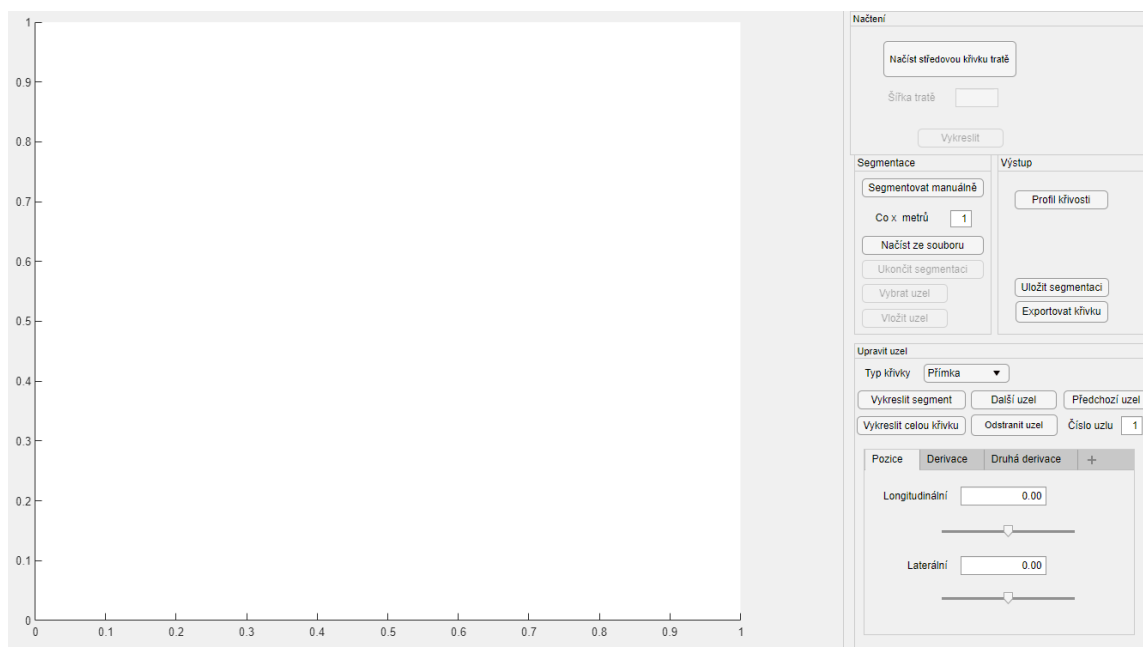 1
0.9
0.8
0.7
0.6
0.5
0.4
0.3
0.2
0.1
0
0 0.1 0.2 0.3 0.4 0.5 0.6 0.7 0.8 0.9 1
Načtení
Načíst středovou křivku tratě
Šířka tratě
Vykreslit
Segmentace
Segmentovat manuálně
Co x metrů 1
Načíst ze souboru
Ukončit segmentaci
Vybrat uzel
Vložit uzel
Výstup
Profil křivosti
Uložit segmentaci
Exportovat křivku
Upravit uzel
Typ křivky Přímka
Vykreslit segment Další uzel Předchozí uzel
Vykreslit celou křivku Odstranit uzel Číslo uzlu 1
Pozice Derivace Druhá derivace +
Longitudinální 0.00
Laterální 0.00